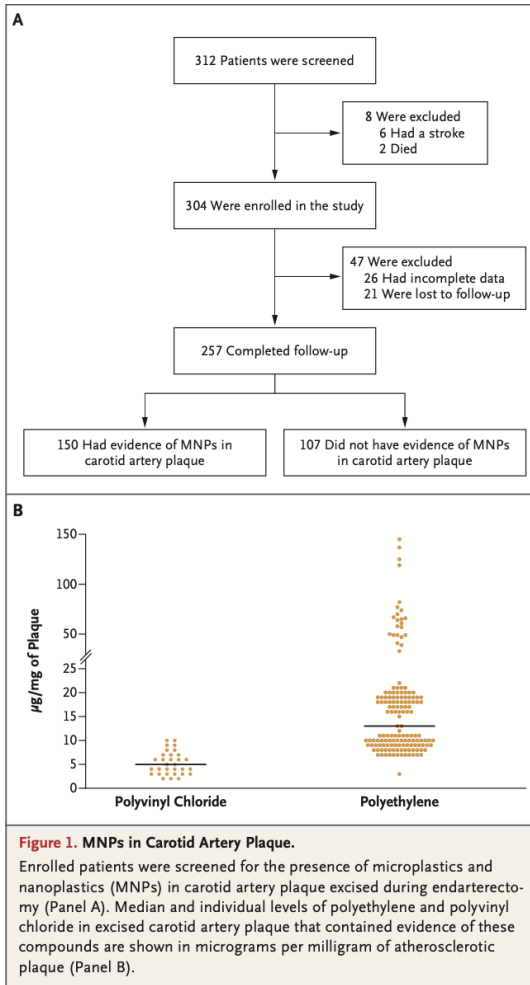 A
312 Patients were screened
8 Were excluded
6 Had a stroke
2 Died
304 Were enrolled in the study
47 Were excluded
26 Had incomplete data
21 Were lost to follow-up
257 Completed follow-up
150 Had evidence of MNPs in
carotid artery plaque
107 Did not have evidence of MNPs
in carotid artery plaque
B
µg/mg of Plaque
150
100
50
25
20
15
10
5
0
Polyvinyl Chloride
Polyethylene
Figure 1. MNPs in Carotid Artery Plaque.
Enrolled patients were screened for the presence of microplastics and
nanoplastics (MNPs) in carotid artery plaque excised during endarterecto-
my (Panel A). Median and individual levels of polyethylene and polyvinyl
chloride in excised carotid artery plaque that contained evidence of these
compounds are shown in micrograms per milligram of atherosclerotic
plaque (Panel B).